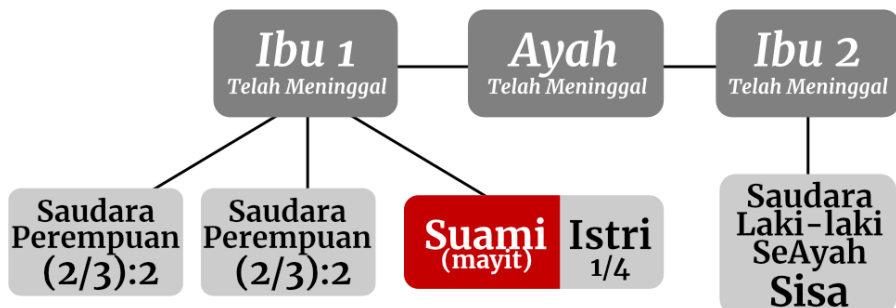 Ibu 1
Telah Meninggal
Ayah
Telah Meninggal
Ibu 2
Telah Meninggal
Saudara
Perempuan
(2/3):2
Saudara
Perempuan
(2/3):2
Suami
(mayit)
Istri
1/4
Saudara
Laki-laki
SeAyah
Sisa